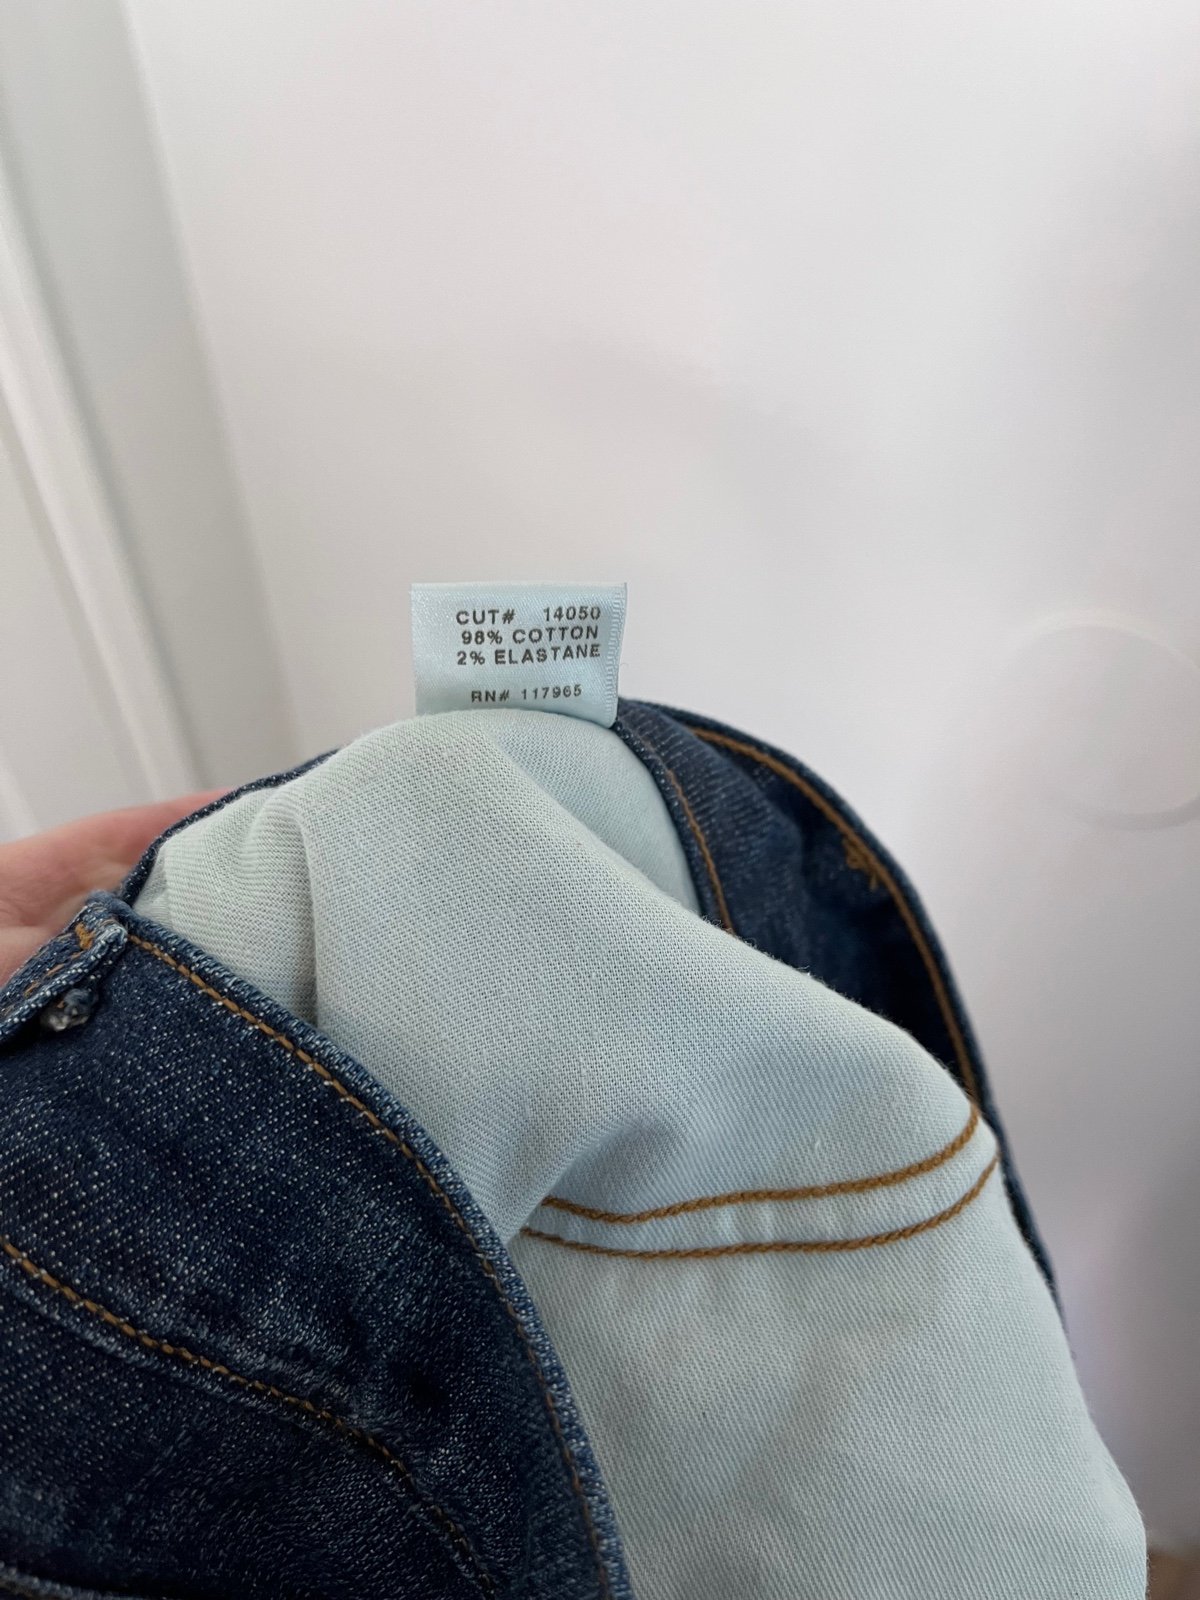 CUT# 14050
98% COTTON
2% ELASTANE
RN# 117965